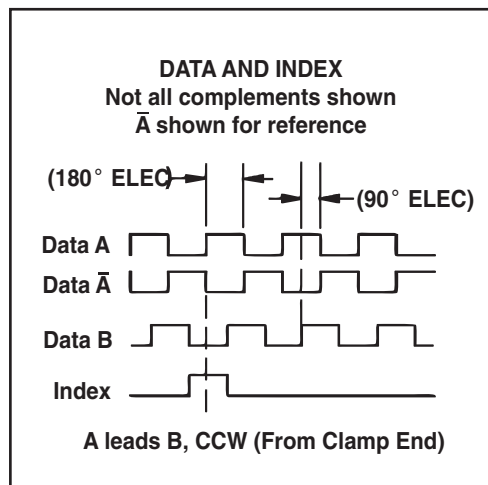 DATA AND INDEX
Not all complements shown
A̅ shown for reference
(180° ELEC)
(90° ELEC)
Data A
Data A̅
Data B
Index
A leads B, CCW (From Clamp End)